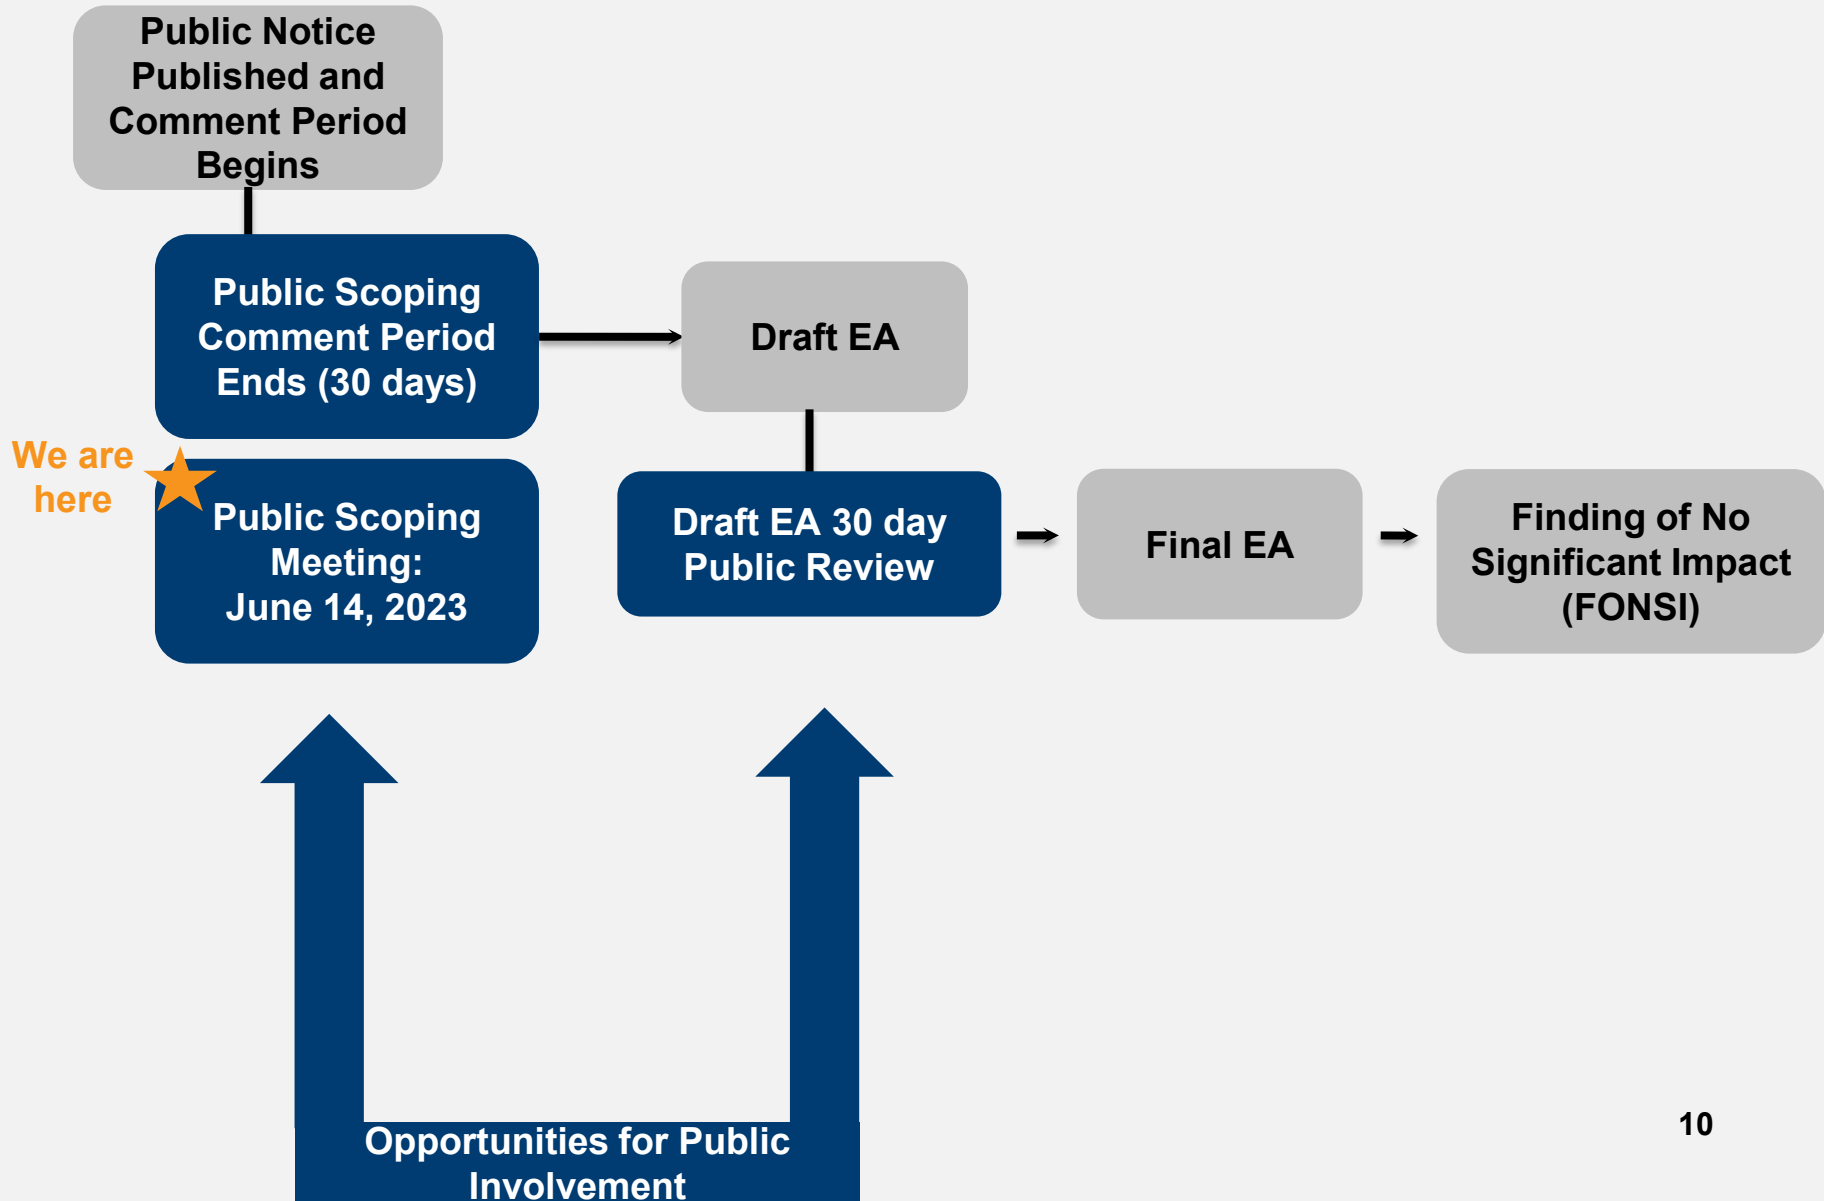 Public Notice
Published and
Comment Period
Begins
Public Scoping
Comment Period
Ends (30 days)
Draft EA
We are
here
Public Scoping
Meeting:
June 14, 2023
Draft EA 30 day
Public Review
Final EA
Finding of No
Significant Impact
(FONSI)
Opportunities for Public
Involvement
10